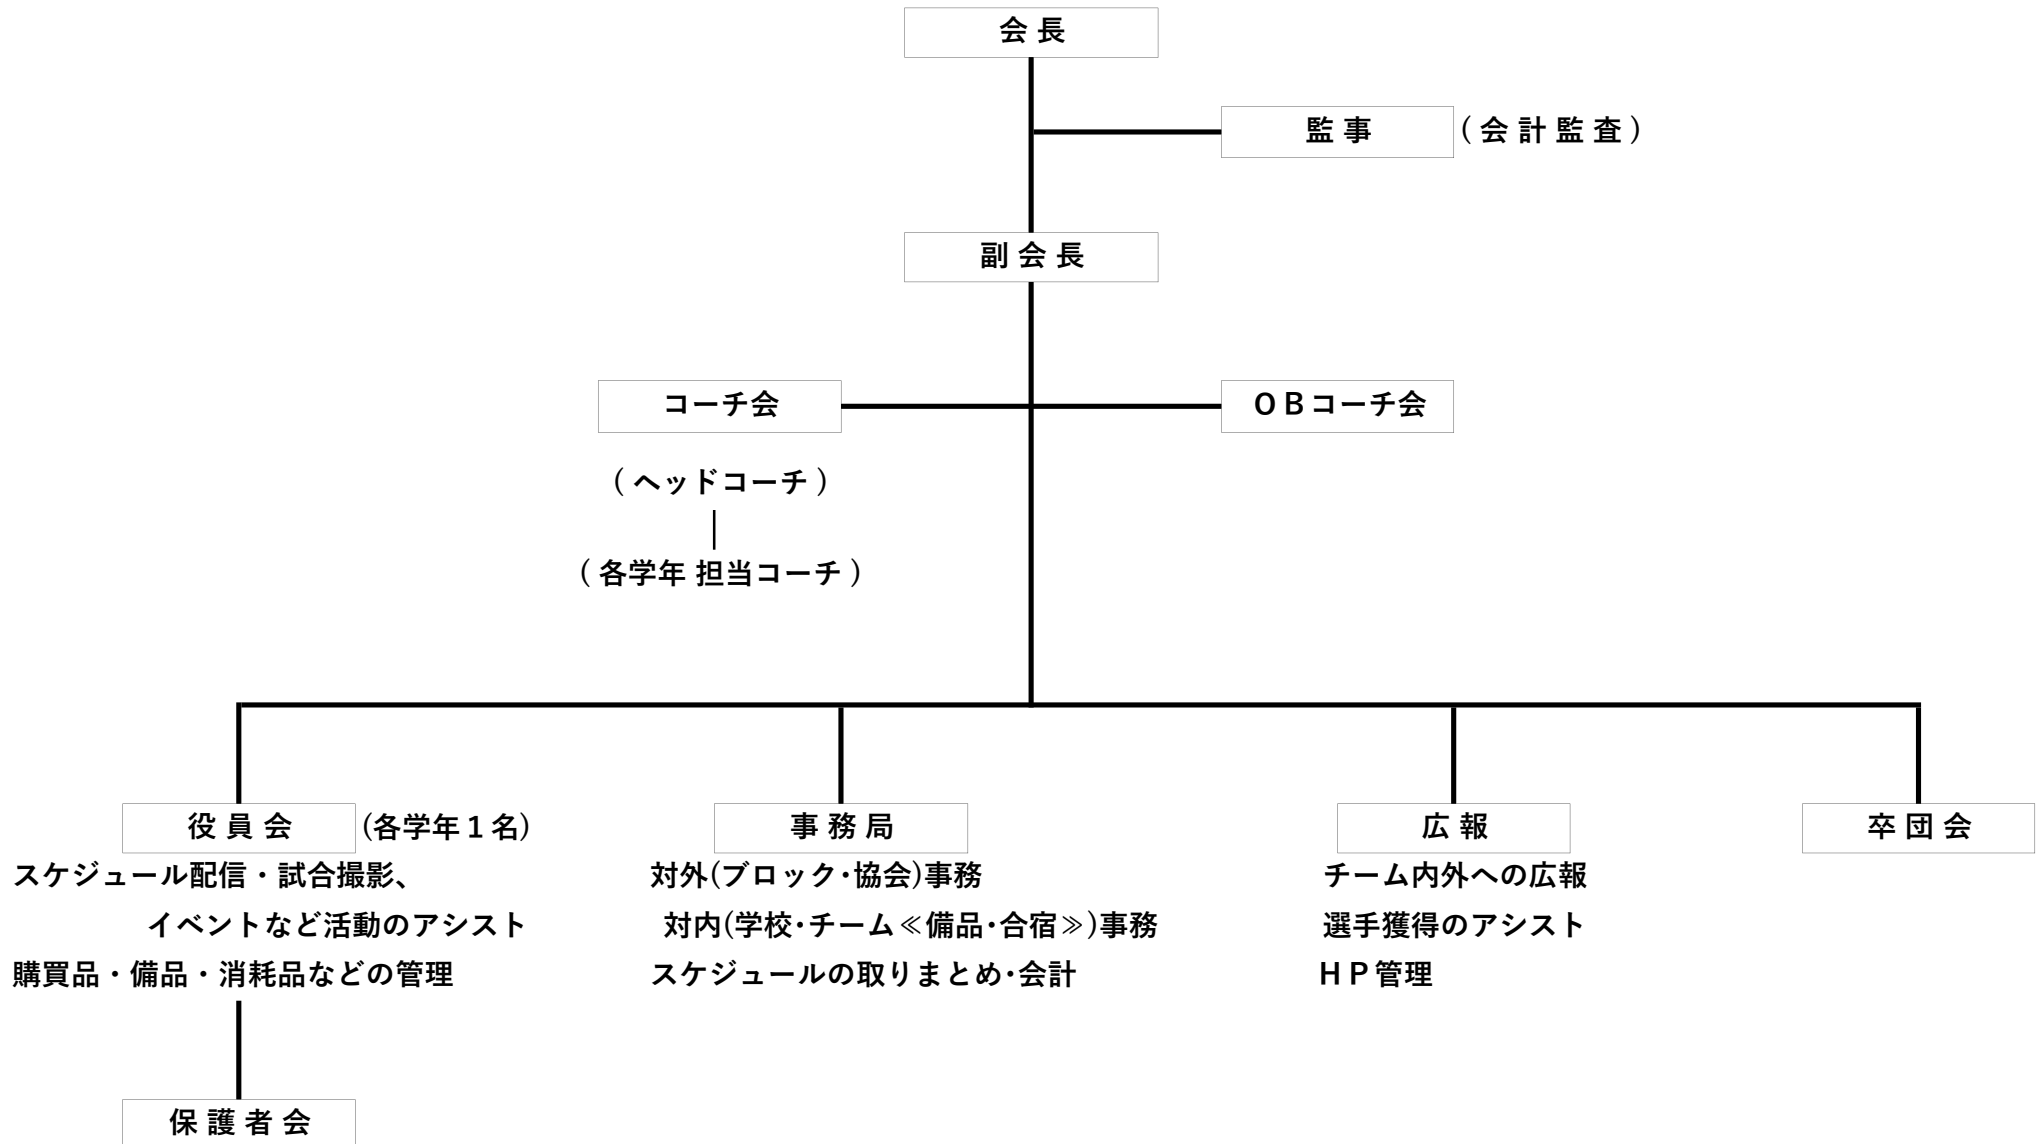 会 長
監 事 ( 会 計 監 査 )
副 会 長
コーチ会 ＯＢコーチ会
( ヘッドコーチ )
( 各学年 担当コーチ )
役 員 会 (各学年１名) 事 務 局 広 報 卒 団 会
スケジュール配信・試合撮影、 対外(ブロック･協会)事務 チーム内外への広報
イベントなど活動のアシスト 対内(学校･チーム≪備品･合宿≫)事務 選手獲得のアシスト
購買品・備品・消耗品などの管理 スケジュールの取りまとめ･会計 ＨＰ管理
保 護 者 会